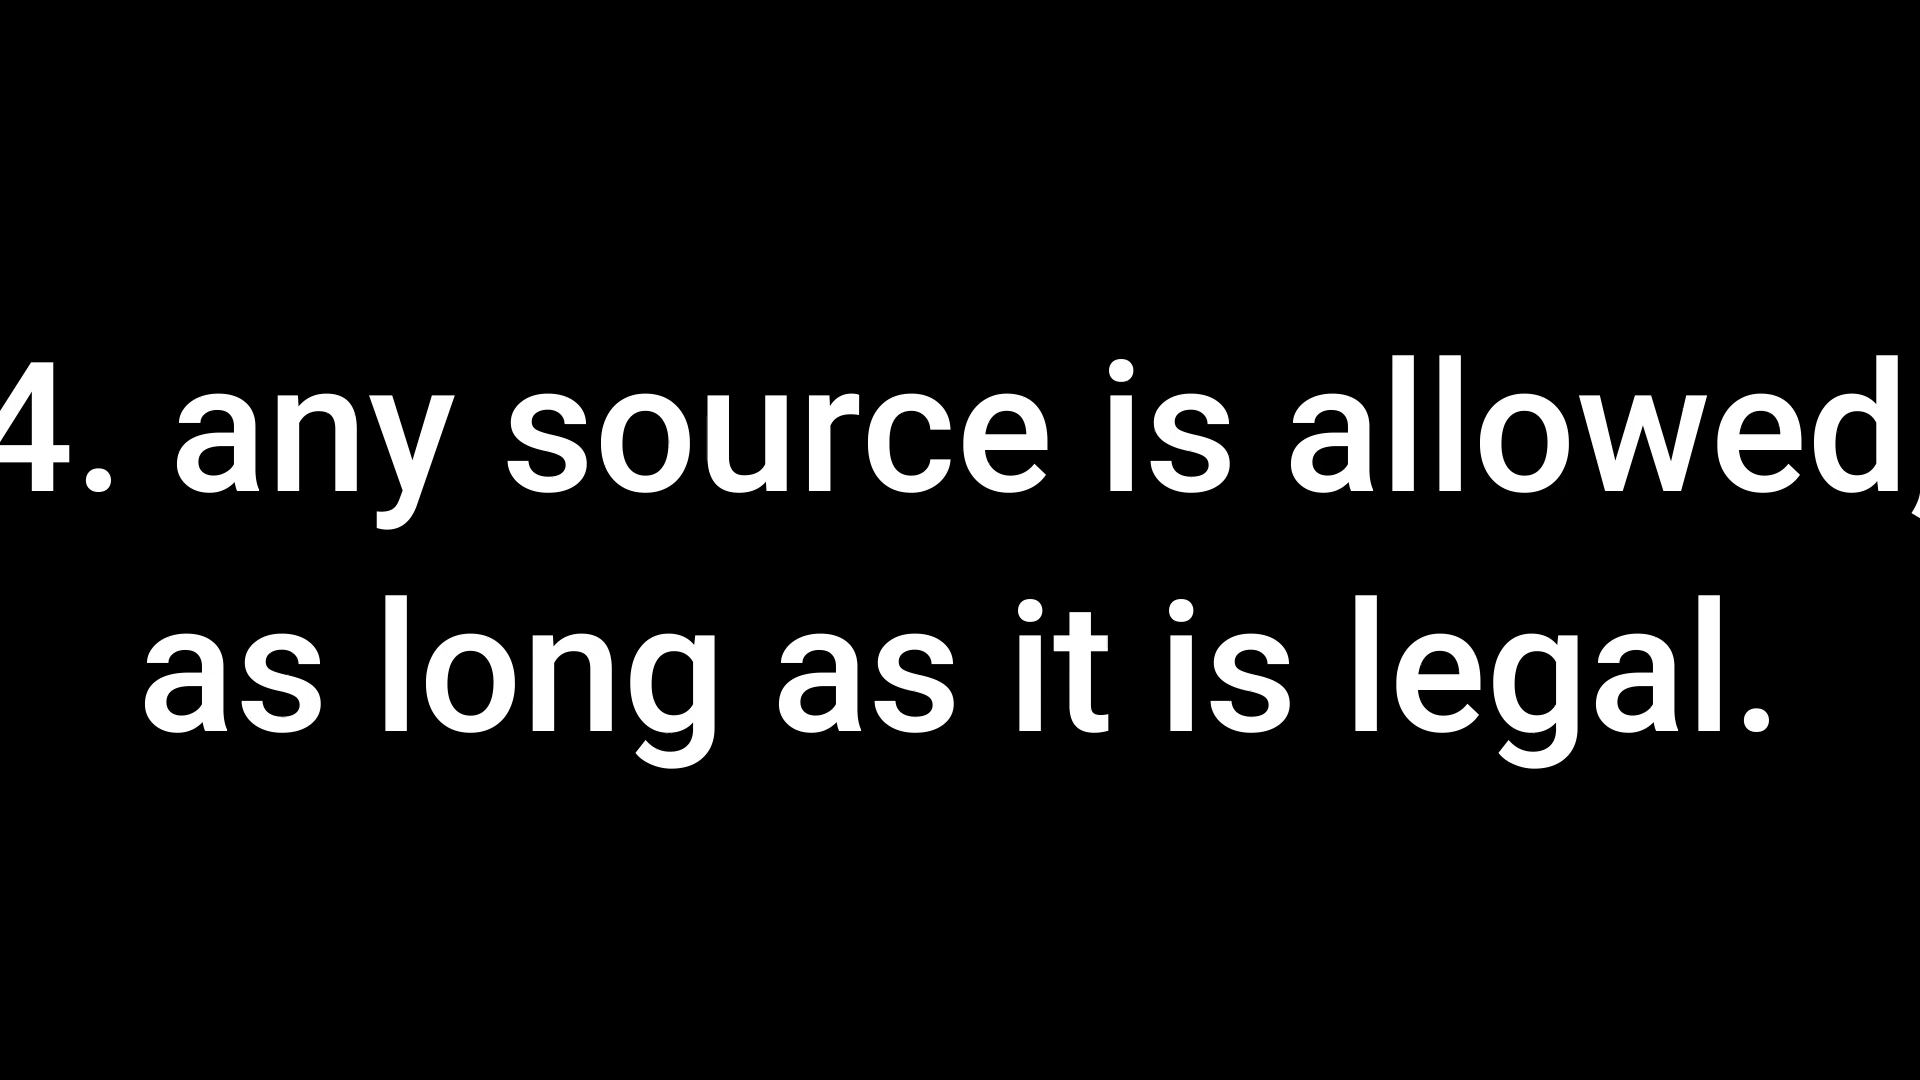 4. any source is allowed,
as long as it is legal.